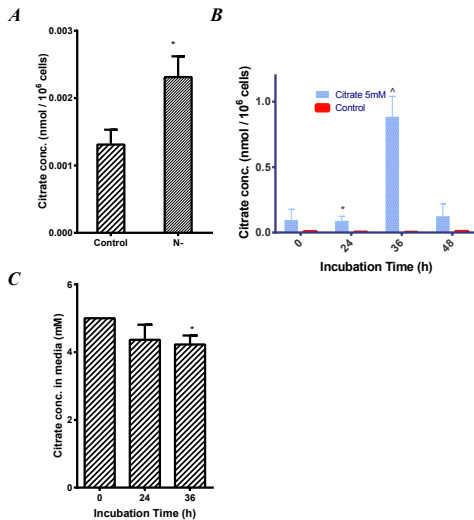 A
Citrate conc. (nmol / 10⁶ cells)
0.003
0.002
0.001
0.000
*
Control
N-
B
Citrate conc. (nmol / 10⁶ cells)
1.0
0.5
0.0
Citrate 5mM
Control
*
^
0
24
36
48
Incubation Time (h)
C
Citrate conc. in media (mM)
6
4
2
0
*
0
24
36
Incubation Time (h)